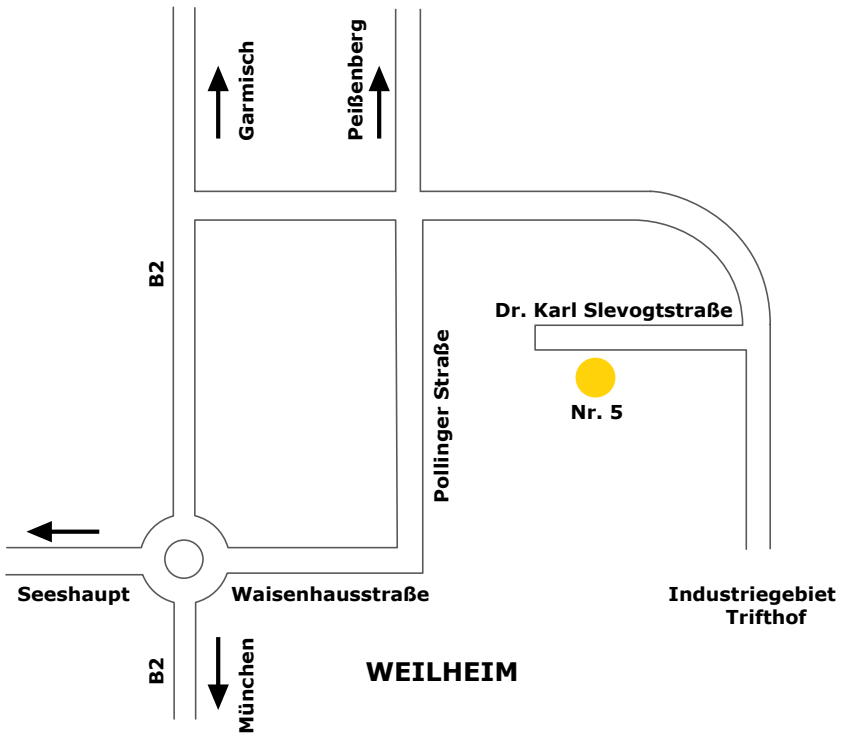 Garmisch
Peißenberg
B2
Dr. Karl Slevogtstraße
Pollinger Straße
Nr. 5
Seeshaupt
Waisenhausstraße
Industriegebiet
Trifthof
B2
München
WEILHEIM